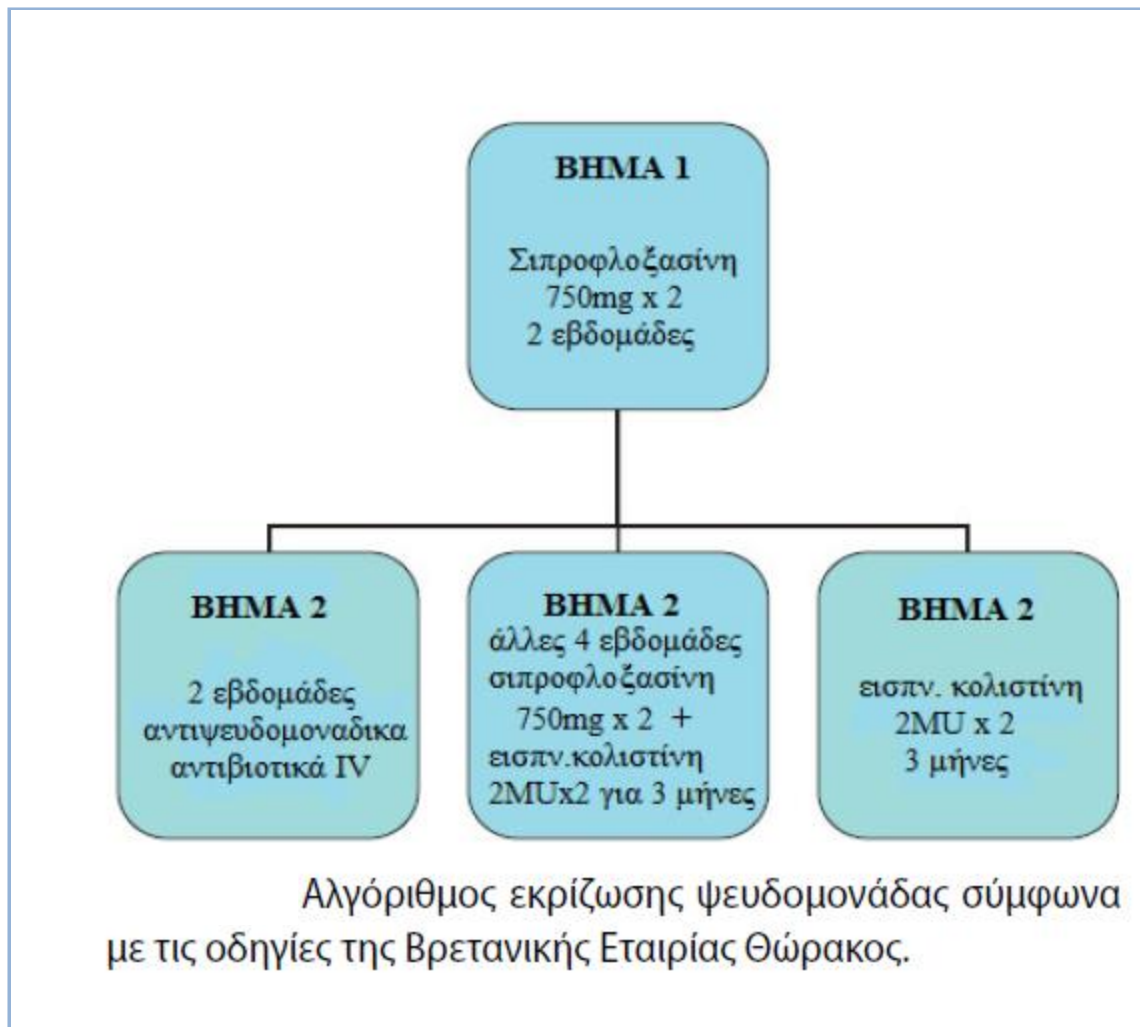 ΒΗΜΑ 1
Σιπροφλοξασίνη
750mg x 2
2 εβδομάδες
ΒΗΜΑ 2
2 εβδομάδες
αντιψευδομοναδικα
αντιβιοτικά IV
ΒΗΜΑ 2
άλλες 4 εβδομάδες
σιπροφλοξασίνη
750mg x 2 +
εισπν.κολιστίνη
2MUx2 για 3 μήνες
ΒΗΜΑ 2
εισπν. κολιστίνη
2MU x 2
3 μήνες
Αλγόριθμος εκρίζωσης ψευδομονάδας σύμφωνα
με τις οδηγίες της Βρετανικής Εταιρίας Θώρακος.